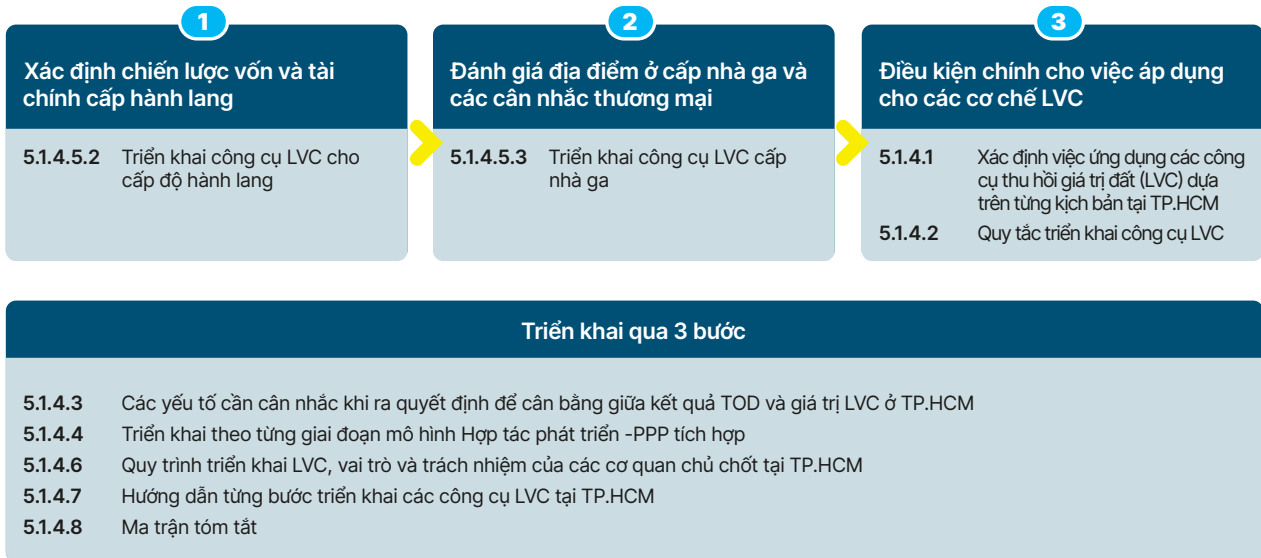 1
Xác định chiến lược vốn và tài
chính cấp hành lang
5.1.4.5.2 Triển khai công cụ LVC cho
cấp độ hành lang
2
Đánh giá địa điểm ở cấp nhà ga và
các cân nhắc thương mại
5.1.4.5.3 Triển khai công cụ LVC cấp
nhà ga
3
Điều kiện chính cho việc áp dụng
cho các cơ chế LVC
5.1.4.1 Xác định việc ứng dụng các công
cụ thu hồi giá trị đất (LVC) dựa
trên từng kịch bản tại TP.HCM
5.1.4.2 Quy tắc triển khai công cụ LVC
Triển khai qua 3 bước
5.1.4.3 Các yếu tố cần cân nhắc khi ra quyết định để cân bằng giữa kết quả TOD và giá trị LVC ở TP.HCM
5.1.4.4 Triển khai theo từng giai đoạn mô hình Hợp tác phát triển -PPP tích hợp
5.1.4.6 Quy trình triển khai LVC, vai trò và trách nhiệm của các cơ quan chủ chốt tại TP.HCM
5.1.4.7 Hướng dẫn từng bước triển khai các công cụ LVC tại TP.HCM
5.1.4.8 Ma trận tóm tắt